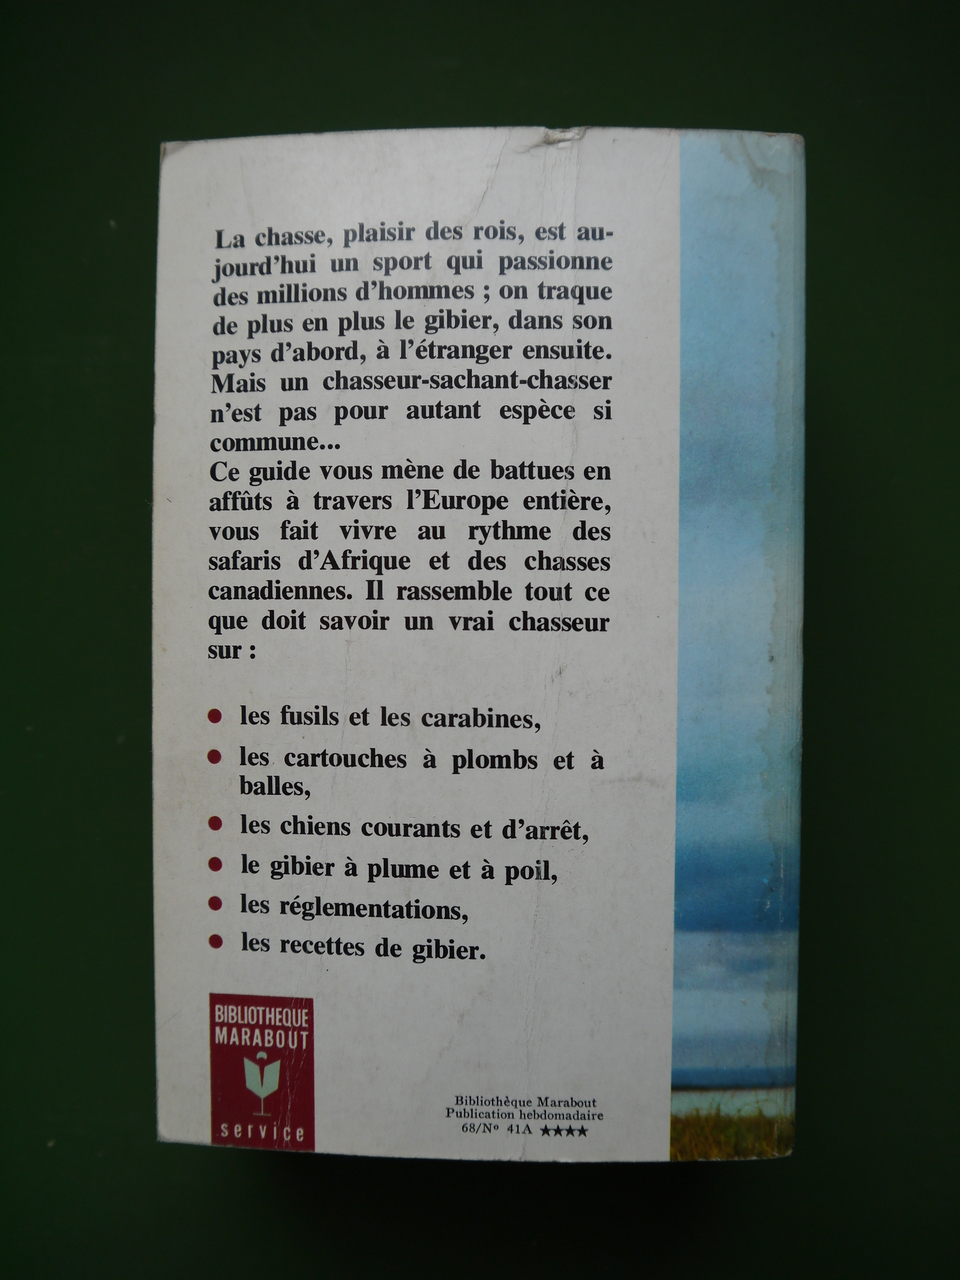 La chasse, plaisir des rois, est au-
jourd'hui un sport qui passionne
des millions d'hommes ; on traque
de plus en plus le gibier, dans son
pays d'abord, à l'étranger ensuite.
Mais un chasseur-sachant-chasser
n'est pas pour autant espèce si
commune...
Ce guide vous mène de battues en
affûts à travers l'Europe entière,
vous fait vivre au rythme des
safaris d'Afrique et des chasses
canadiennes. Il rassemble tout ce
que doit savoir un vrai chasseur
sur :
• les fusils et les carabines,
• les cartouches à plombs et à
balles,
• les chiens courants et d'arrêt,
• le gibier à plume et à poil,
• les réglementations,
• les recettes de gibier.
BIBLIOTHEQUE
MARABOUT
service
Bibliothèque Marabout
Publication hebdomadaire
68/Nº 41A ★★★★